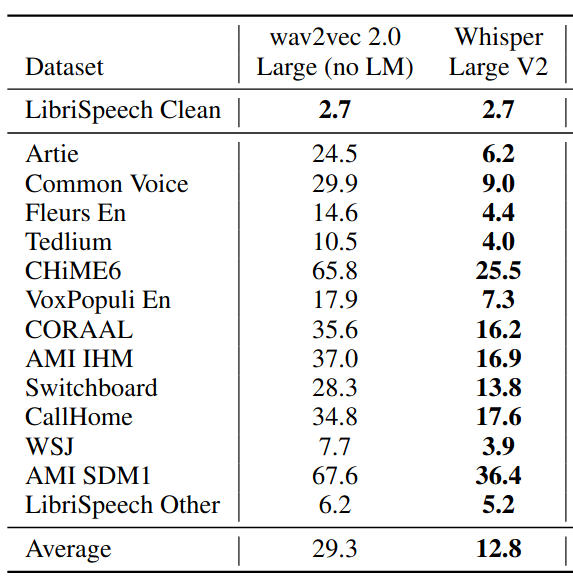 wav2vec 2.0 Whisper
Dataset Large (no LM) Large V2
LibriSpeech Clean 2.7 2.7
Artie 24.5 6.2
Common Voice 29.9 9.0
Fleurs En 14.6 4.4
Tedlium 10.5 4.0
CHiME6 65.8 25.5
VoxPopuli En 17.9 7.3
CORAAL 35.6 16.2
AMI IHM 37.0 16.9
Switchboard 28.3 13.8
CallHome 34.8 17.6
WSJ 7.7 3.9
AMI SDM1 67.6 36.4
LibriSpeech Other 6.2 5.2
Average 29.3 12.8